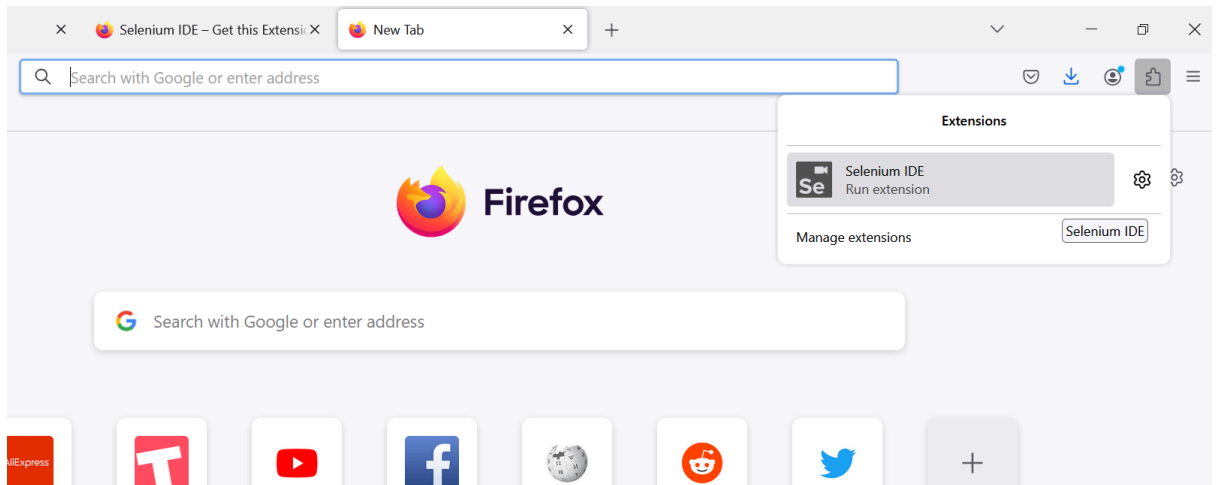 Selenium IDE – Get this Extensic
New Tab
Search with Google or enter address
Extensions
Se
Selenium IDE
Run extension
Manage extensions
Selenium IDE
Firefox
Search with Google or enter address
AliExpress
T
f